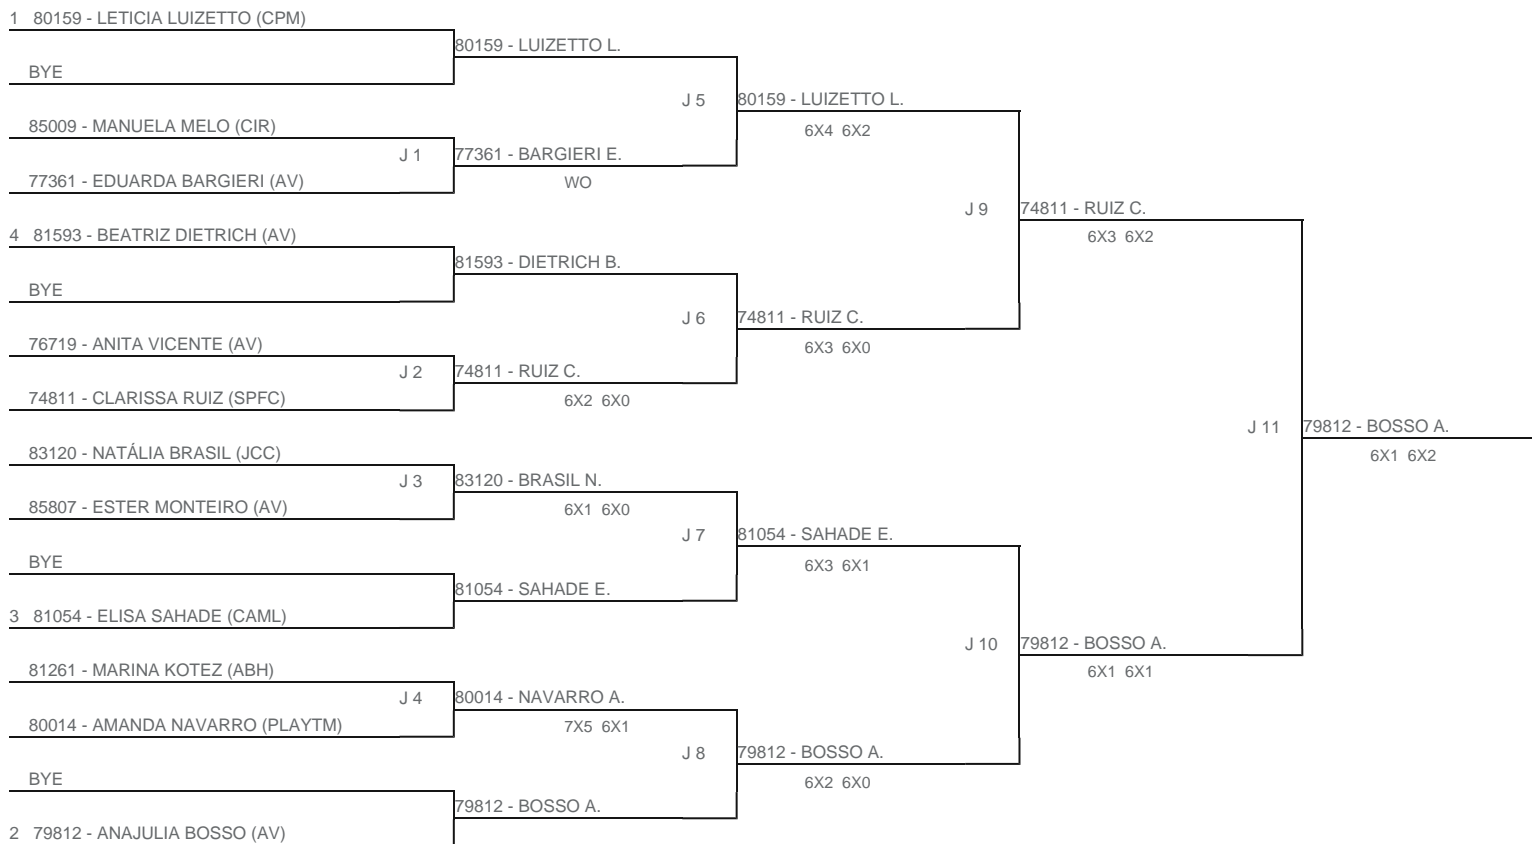 1 80159 - LETICIA LUIZETTO (CPM)
80159 - LUIZETTO L.
BYE
J 5
80159 - LUIZETTO L.
85009 - MANUELA MELO (CIR)
6X4 6X2
J 1
77361 - BARGIERI E.
77361 - EDUARDA BARGIERI (AV)
WO
J 9
74811 - RUIZ C.
4 81593 - BEATRIZ DIETRICH (AV)
6X3 6X2
81593 - DIETRICH B.
BYE
J 6
74811 - RUIZ C.
76719 - ANITA VICENTE (AV)
6X3 6X0
J 2
74811 - RUIZ C.
74811 - CLARISSA RUIZ (SPFC)
6X2 6X0
J 11
79812 - BOSSO A.
83120 - NATÁLIA BRASIL (JCC)
6X1 6X2
J 3
83120 - BRASIL N.
85807 - ESTER MONTEIRO (AV)
6X1 6X0
J 7
81054 - SAHADE E.
BYE
6X3 6X1
81054 - SAHADE E.
3 81054 - ELISA SAHADE (CAML)
J 10
79812 - BOSSO A.
81261 - MARINA KOTEZ (ABH)
6X1 6X1
J 4
80014 - NAVARRO A.
80014 - AMANDA NAVARRO (PLAYTM)
7X5 6X1
J 8
79812 - BOSSO A.
BYE
6X2 6X0
79812 - BOSSO A.
2 79812 - ANAJULIA BOSSO (AV)